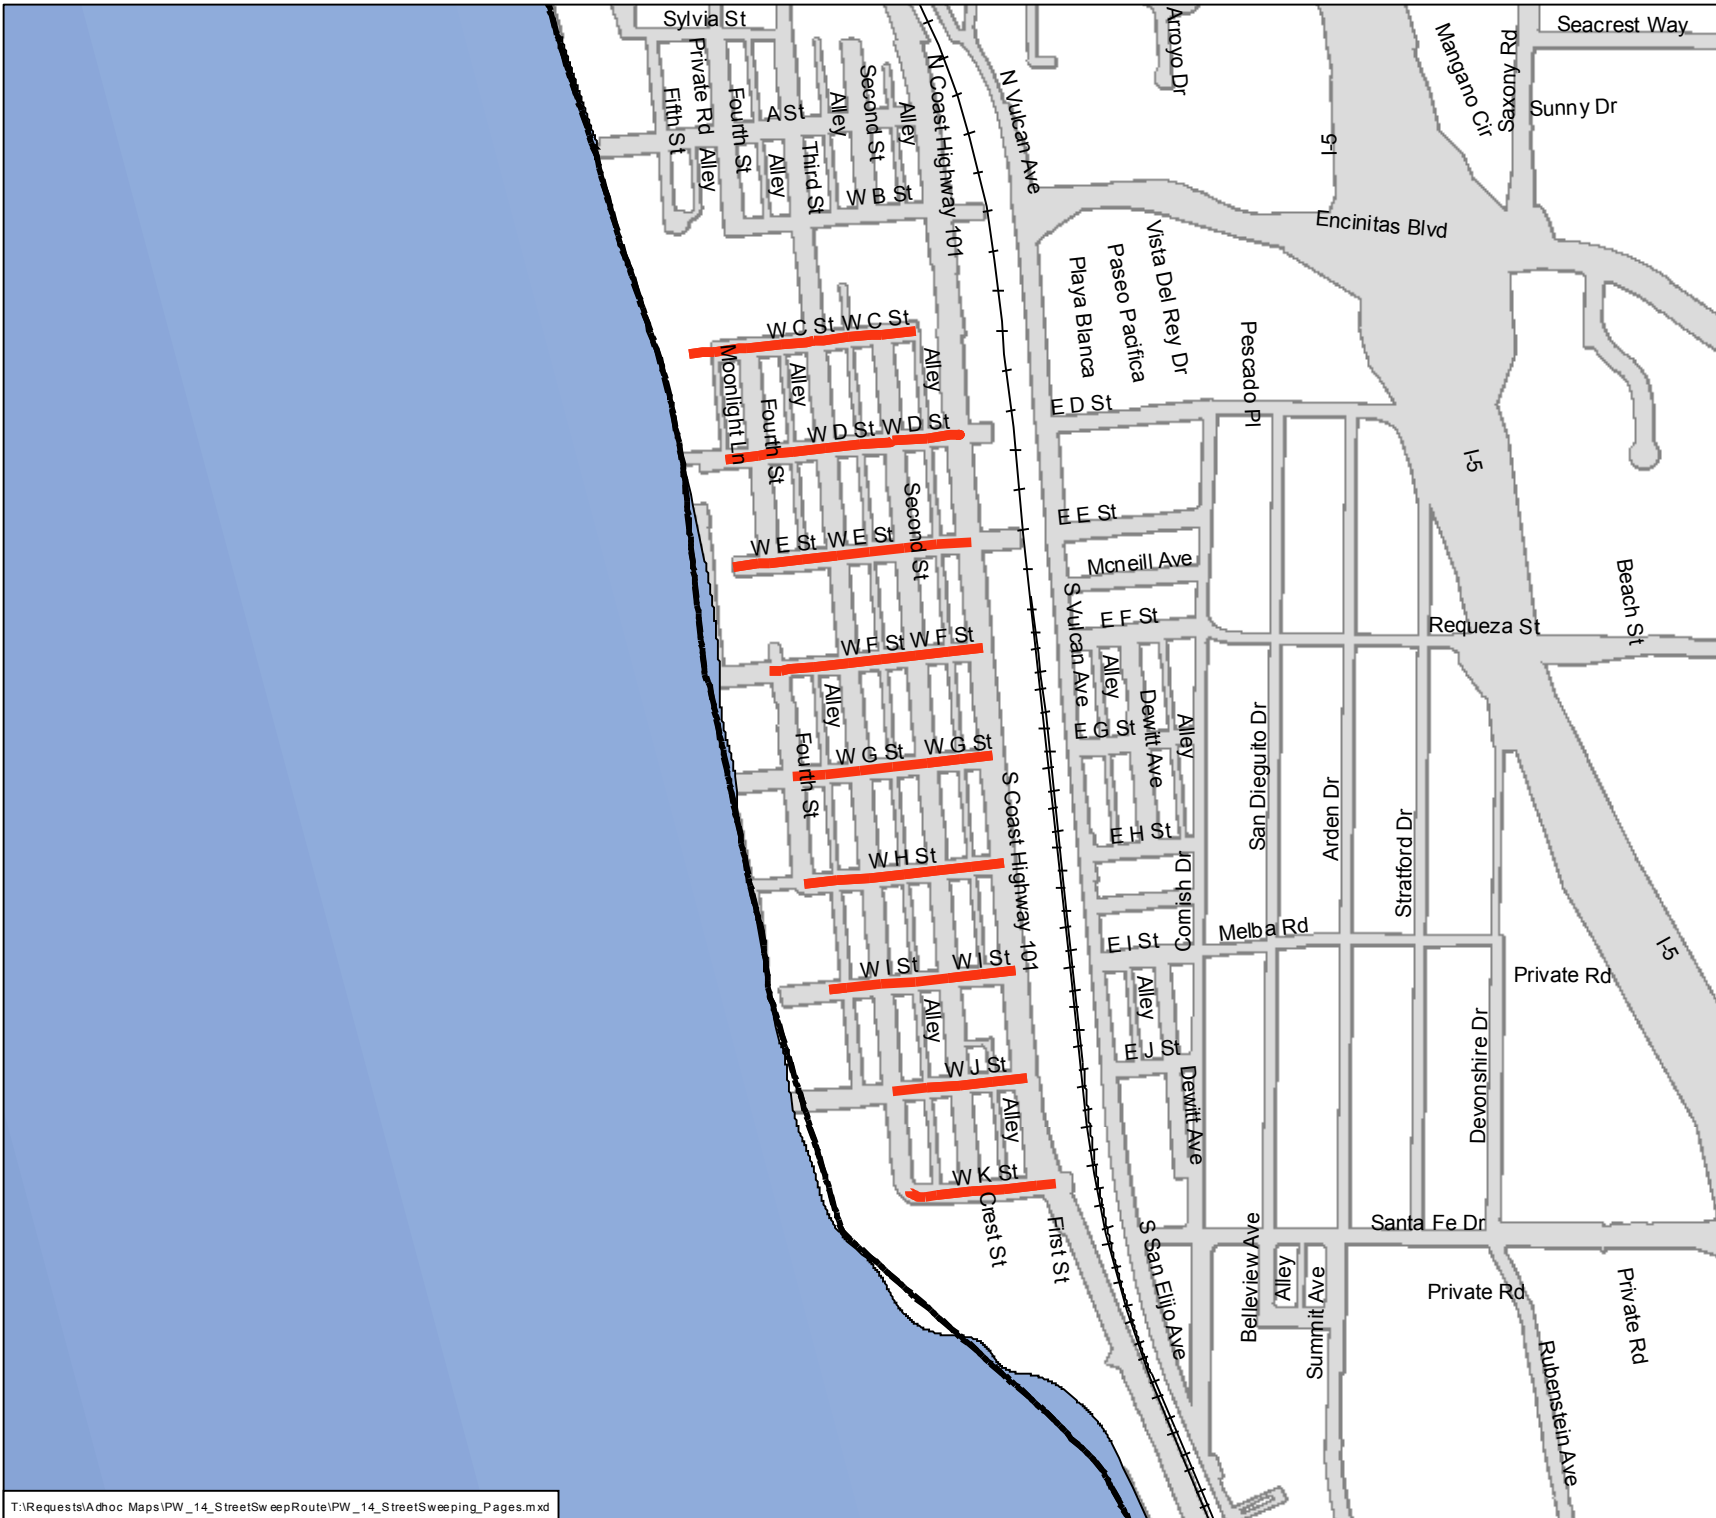 Sylvia St
Seacrest Way
Arroyo Dr
Mangano Cir
Saxony Rd
Sunny Dr
Private Rd
Fifth St
Alley
Fourth St
A St
Alley
Third St
Alley
Second St
Alley
N Coast Highway 101
N Vulcan Ave
I-5
W B St
Encinitas Blvd
Vista Del Rey Dr
Paseo Pacifica
Playa Blanca
Pescado Pl
W C St
W C St
Moonlight Ln
Alley
Fourth St
Alley
E D St
W D St
W D St
I-5
Second St
E E St
W E St
W E St
Mcneill Ave
Beach St
S Vulcan Ave
E F St
Requeza St
W F St
W F St
Alley
Alley
Dewitt Ave
Alley
San Dieguito Dr
E G St
W G St
W G St
Fourth St
S Coast Highway 101
Arden Dr
Stratford Dr
E H St
W H St
Cornish Dr
Melba Rd
E I St
I-5
W I St
W I St
Private Rd
Alley
Alley
Devonshire Dr
E J St
W J St
Alley
Dewitt Ave
W K St
Crest St
First St
S San Elijo Ave
Belleview Ave
Santa Fe Dr
Alley
Summit Ave
Private Rd
Private Rd
Rubenstein Ave
T:\Requests\Adhoc Maps\PW_14_StreetSweepRoute\PW_14_StreetSweeping_Pages.mxd